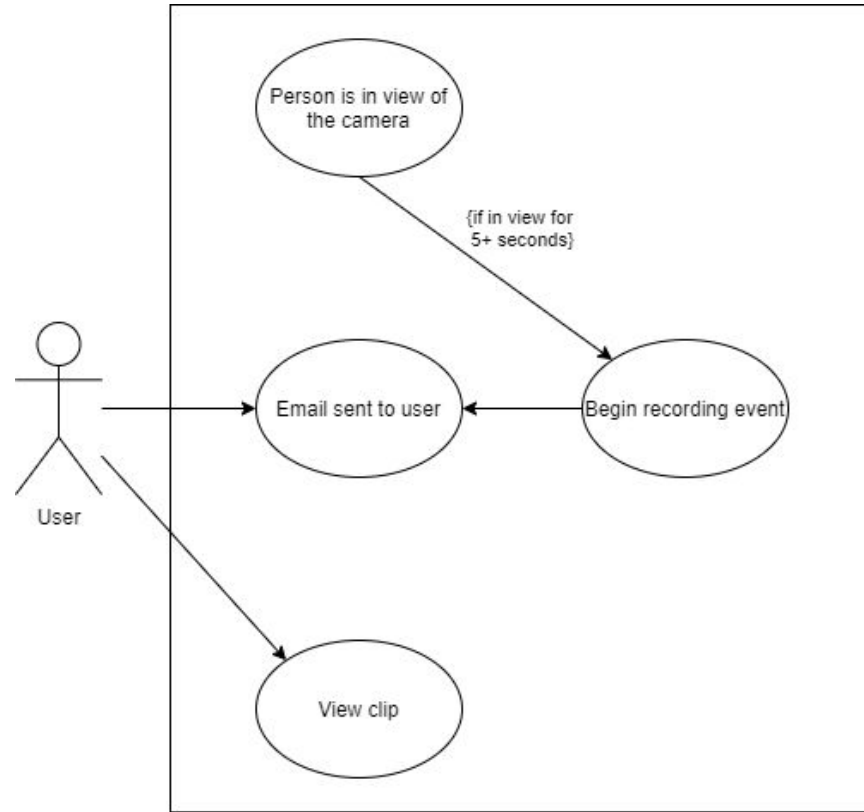 Person is in view of
the camera
{if in view for
5+ seconds}
Email sent to user
Begin recording event
User
View clip